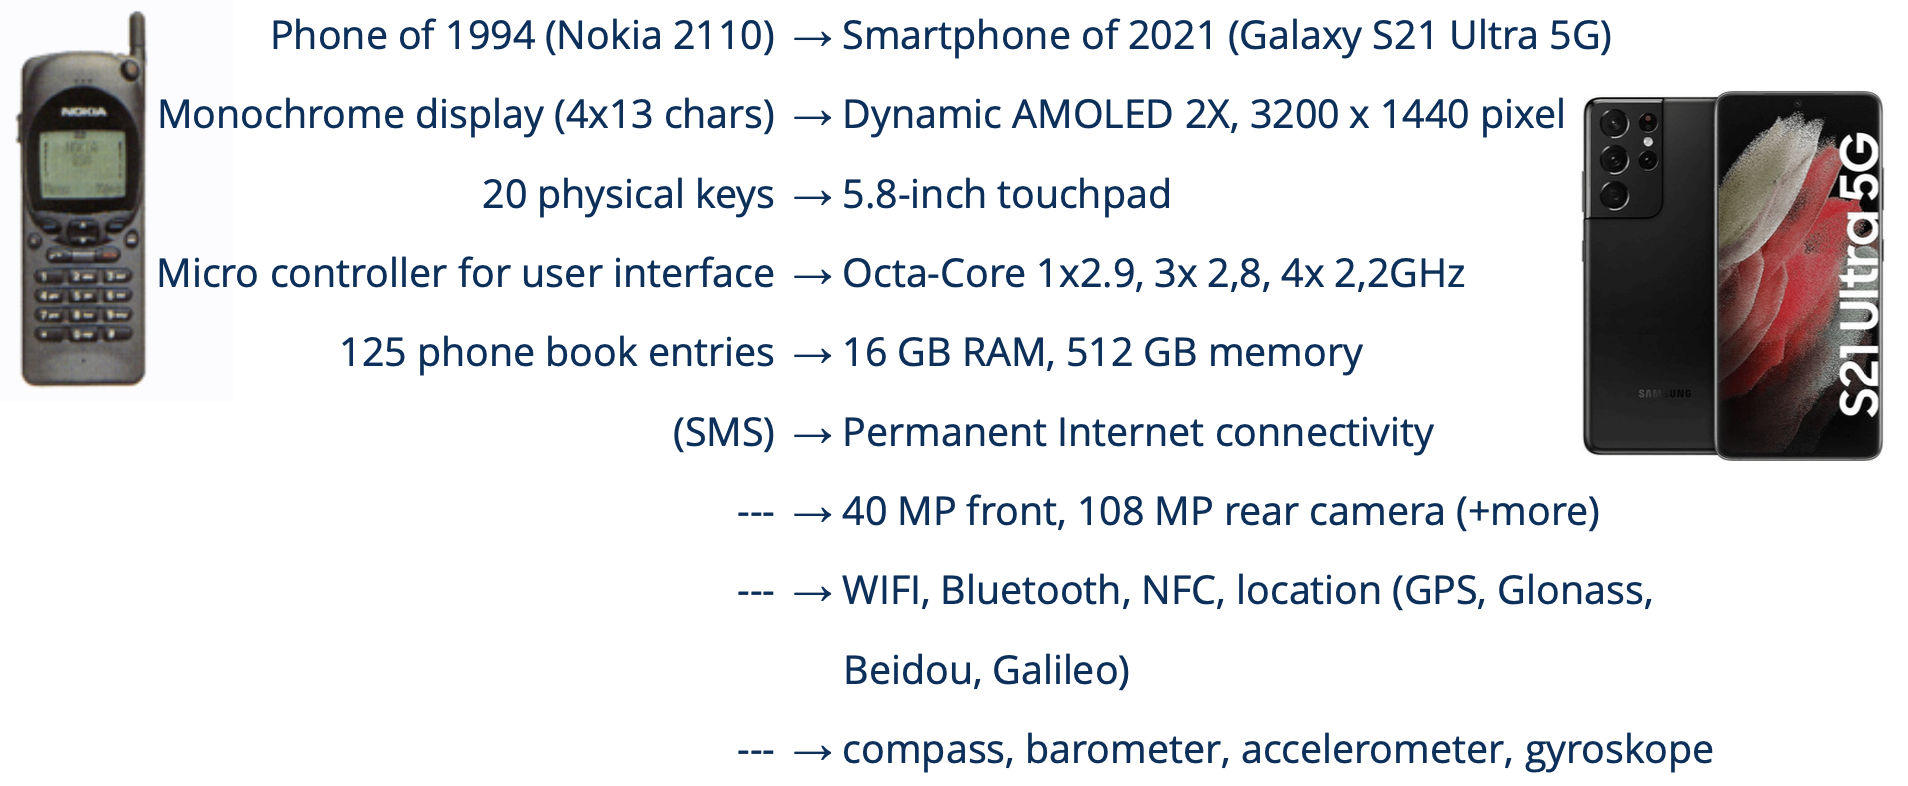 Phone of 1994 (Nokia 2110) → Smartphone of 2021 (Galaxy S21 Ultra 5G)
Monochrome display (4x13 chars) → Dynamic AMOLED 2X, 3200 x 1440 pixel
20 physical keys → 5.8-inch touchpad
Micro controller for user interface → Octa-Core 1x2.9, 3x 2,8, 4x 2,2GHz
125 phone book entries → 16 GB RAM, 512 GB memory
(SMS) → Permanent Internet connectivity
--- → 40 MP front, 108 MP rear camera (+more)
--- → WIFI, Bluetooth, NFC, location (GPS, Glonass,
Beidou, Galileo)
--- → compass, barometer, accelerometer, gyroskope
NOKIA
SAMSUNG
S21 Ultra 5G